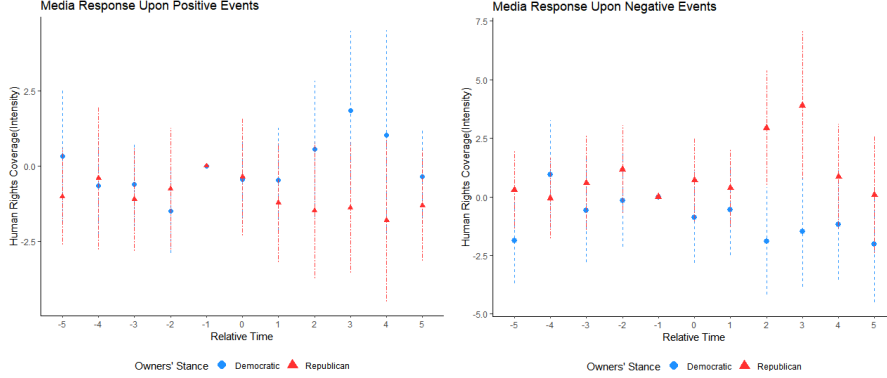 Media Response Upon Positive Events
Human Rights Coverage(Intensity)
2.5
0.0
-2.5
-5 -4 -3 -2 -1 0 1 2 3 4 5
Relative Time
Owners' Stance Democratic Republican
Media Response Upon Negative Events
Human Rights Coverage(Intensity)
7.5
5.0
2.5
0.0
-2.5
-5.0
-5 -4 -3 -2 -1 0 1 2 3 4 5
Relative Time
Owners' Stance Democratic Republican